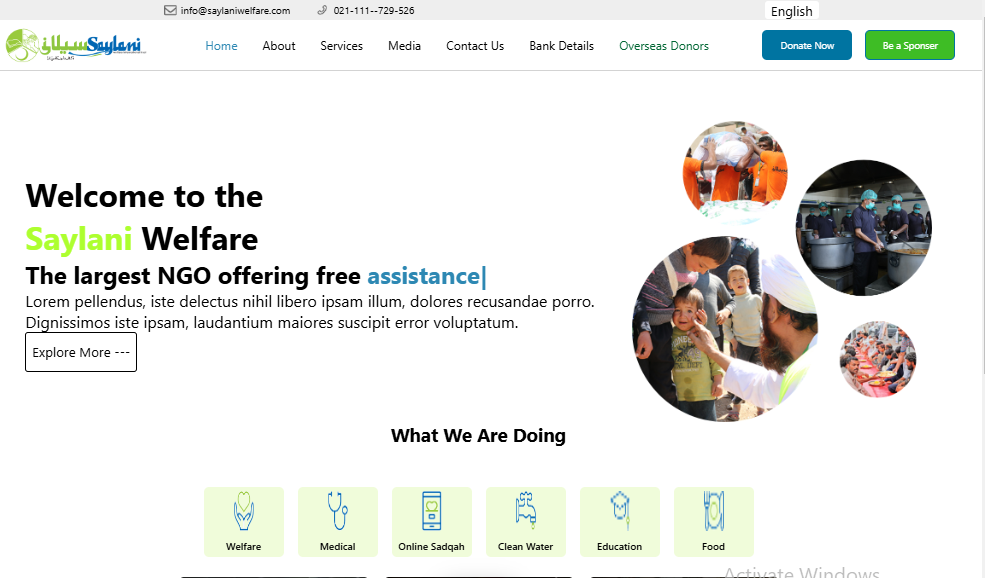 info@saylaniwelfare.com 021-111--729-526 English
سیلانی Saylani Home About Services Media Contact Us Bank Details Overseas Donors Donate Now Be a Sponser
Welcome to the
Saylani Welfare
The largest NGO offering free assistance|
Lorem pellendus, iste delectus nihil libero ipsam illum, dolores recusandae porro.
Dignissimos iste ipsam, laudantium maiores suscipit error voluptatum.
Explore More ---
What We Are Doing
Welfare Medical Online Sadqah Clean Water Education Food
Activate Windows